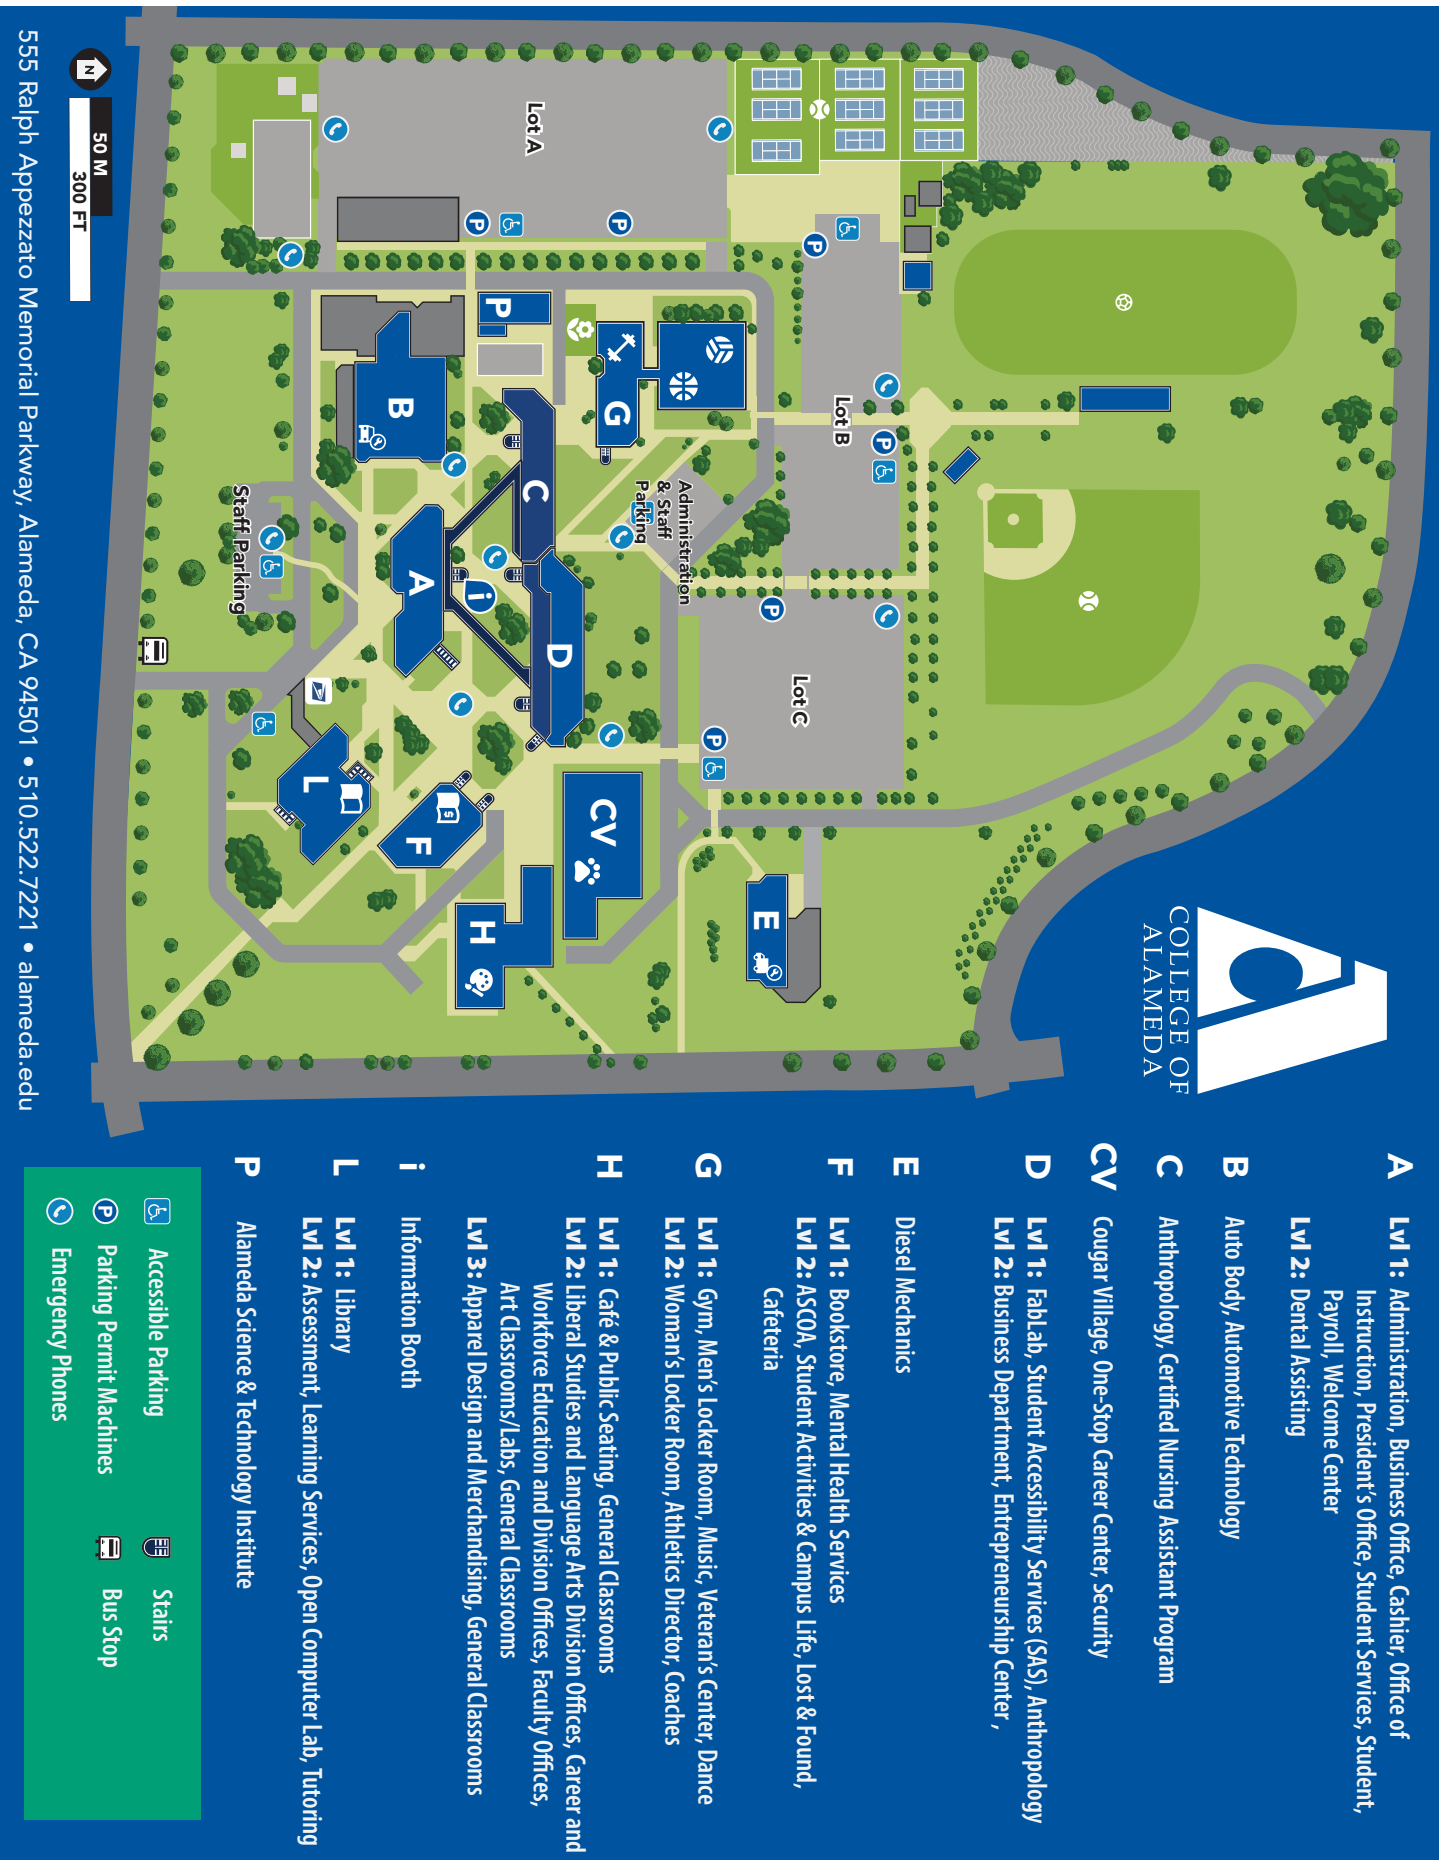 COLLEGE OF
ALAMEDA
Lot A
Lot B
Lot C
Administration
& Staff
Parking
Staff Parking
P
G
B
C
A
i
D
L
F
CV
H
E
N
50 M
300 FT
555 Ralph Appezzato Memorial Parkway, Alameda, CA 94501 • 510.522.7221 • alameda.edu
A Lvl 1: Administration, Business Office, Cashier, Office of
Instruction, President's Office, Student Services, Student,
Payroll, Welcome Center
Lvl 2: Dental Assisting
B Auto Body, Automotive Technology
C Anthropology, Certified Nursing Assistant Program
CV Cougar Village, One-Stop Career Center, Security
D Lvl 1: FabLab, Student Accessibility Services (SAS), Anthropology
Lvl 2: Business Department, Entrepreneurship Center ,
E Diesel Mechanics
F Lvl 1: Bookstore, Mental Health Services
Lvl 2: ASCOA, Student Activities & Campus Life, Lost & Found,
Cafeteria
G Lvl 1: Gym, Men's Locker Room, Music, Veteran's Center, Dance
Lvl 2: Woman's Locker Room, Athletics Director, Coaches
H Lvl 1: Café & Public Seating, General Classrooms
Lvl 2: Liberal Studies and Language Arts Division Offices, Career and
Workforce Education and Division Offices, Faculty Offices,
Art Classrooms/Labs, General Classrooms
Lvl 3: Apparel Design and Merchandising, General Classrooms
i Information Booth
L Lvl 1: Library
Lvl 2: Assessment, Learning Services, Open Computer Lab, Tutoring
P Alameda Science & Technology Institute
Accessible Parking
P Parking Permit Machines
Emergency Phones
Stairs
Bus Stop